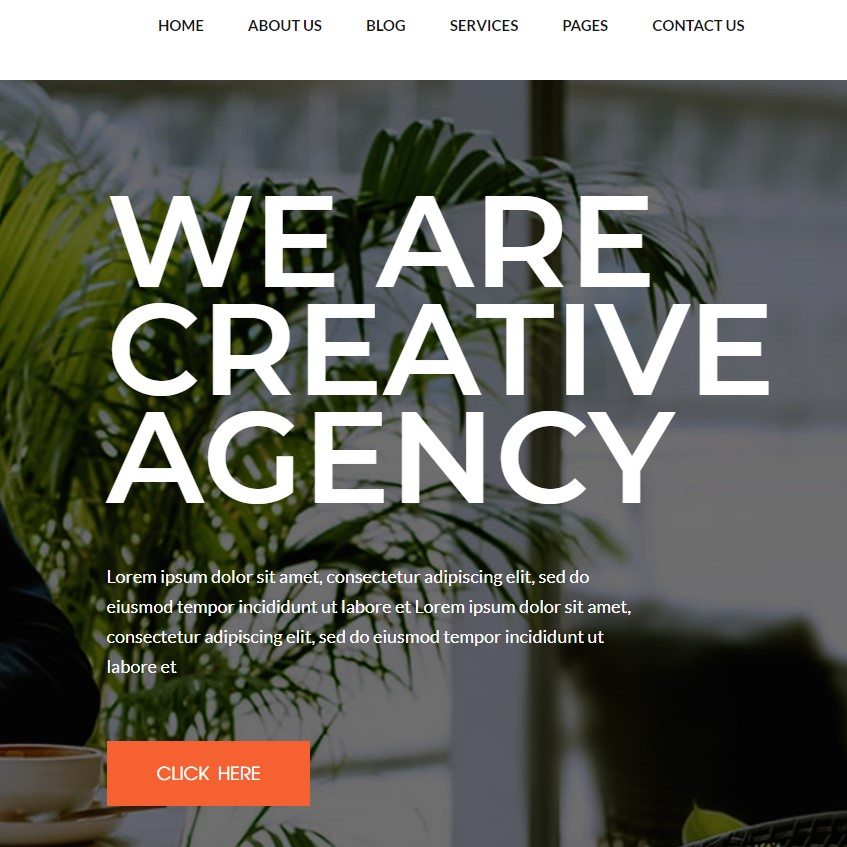 HOME ABOUT US BLOG SERVICES PAGES CONTACT US
WE ARE
CREATIVE
AGENCY
Lorem ipsum dolor sit amet, consectetur adipiscing elit, sed do
eiusmod tempor incididunt ut labore et Lorem ipsum dolor sit amet,
consectetur adipiscing elit, sed do eiusmod tempor incididunt ut
labore et
CLICK HERE